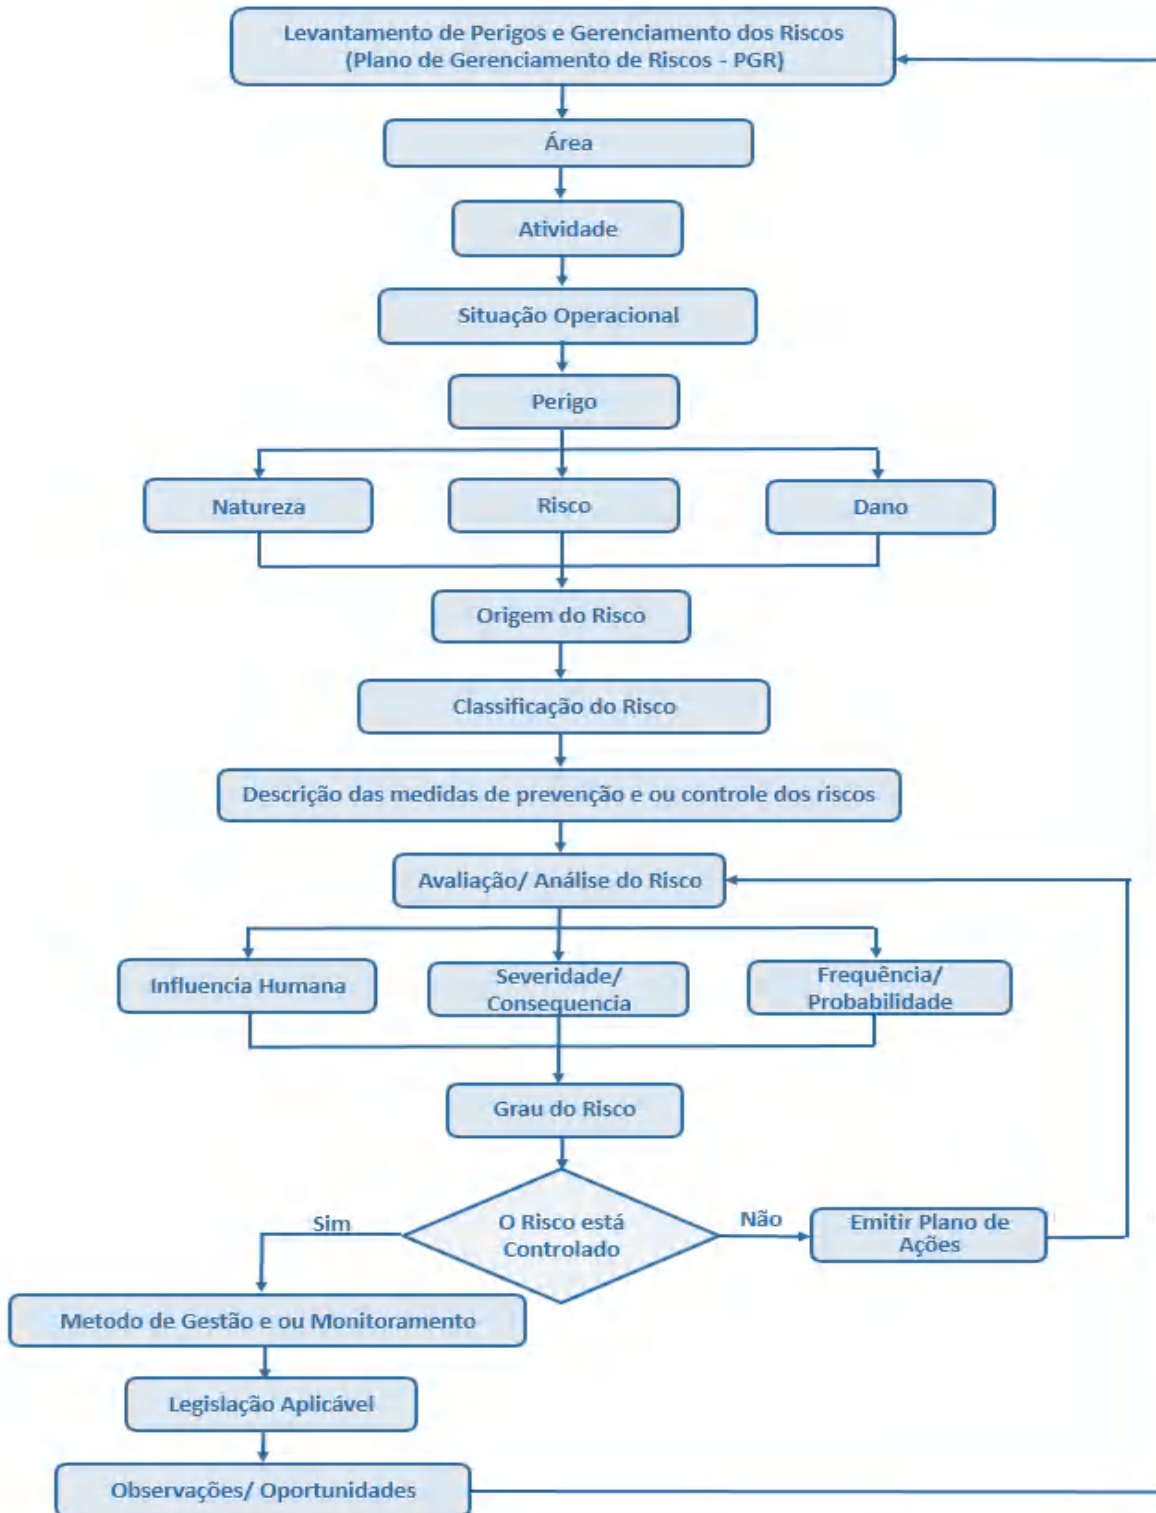 Levantamento de Perigos e Gerenciamento dos Riscos
(Plano de Gerenciamento de Riscos - PGR)
Área
Atividade
Situação Operacional
Perigo
Natureza
Risco
Dano
Origem do Risco
Classificação do Risco
Descrição das medidas de prevenção e ou controle dos riscos
Avaliação/ Análise do Risco
Influencia Humana
Severidade/
Consequencia
Frequência/
Probabilidade
Grau do Risco
O Risco está
Controlado
Sim
Não
Emitir Plano de
Ações
Metodo de Gestão e ou Monitoramento
Legislação Aplicável
Observações/ Oportunidades